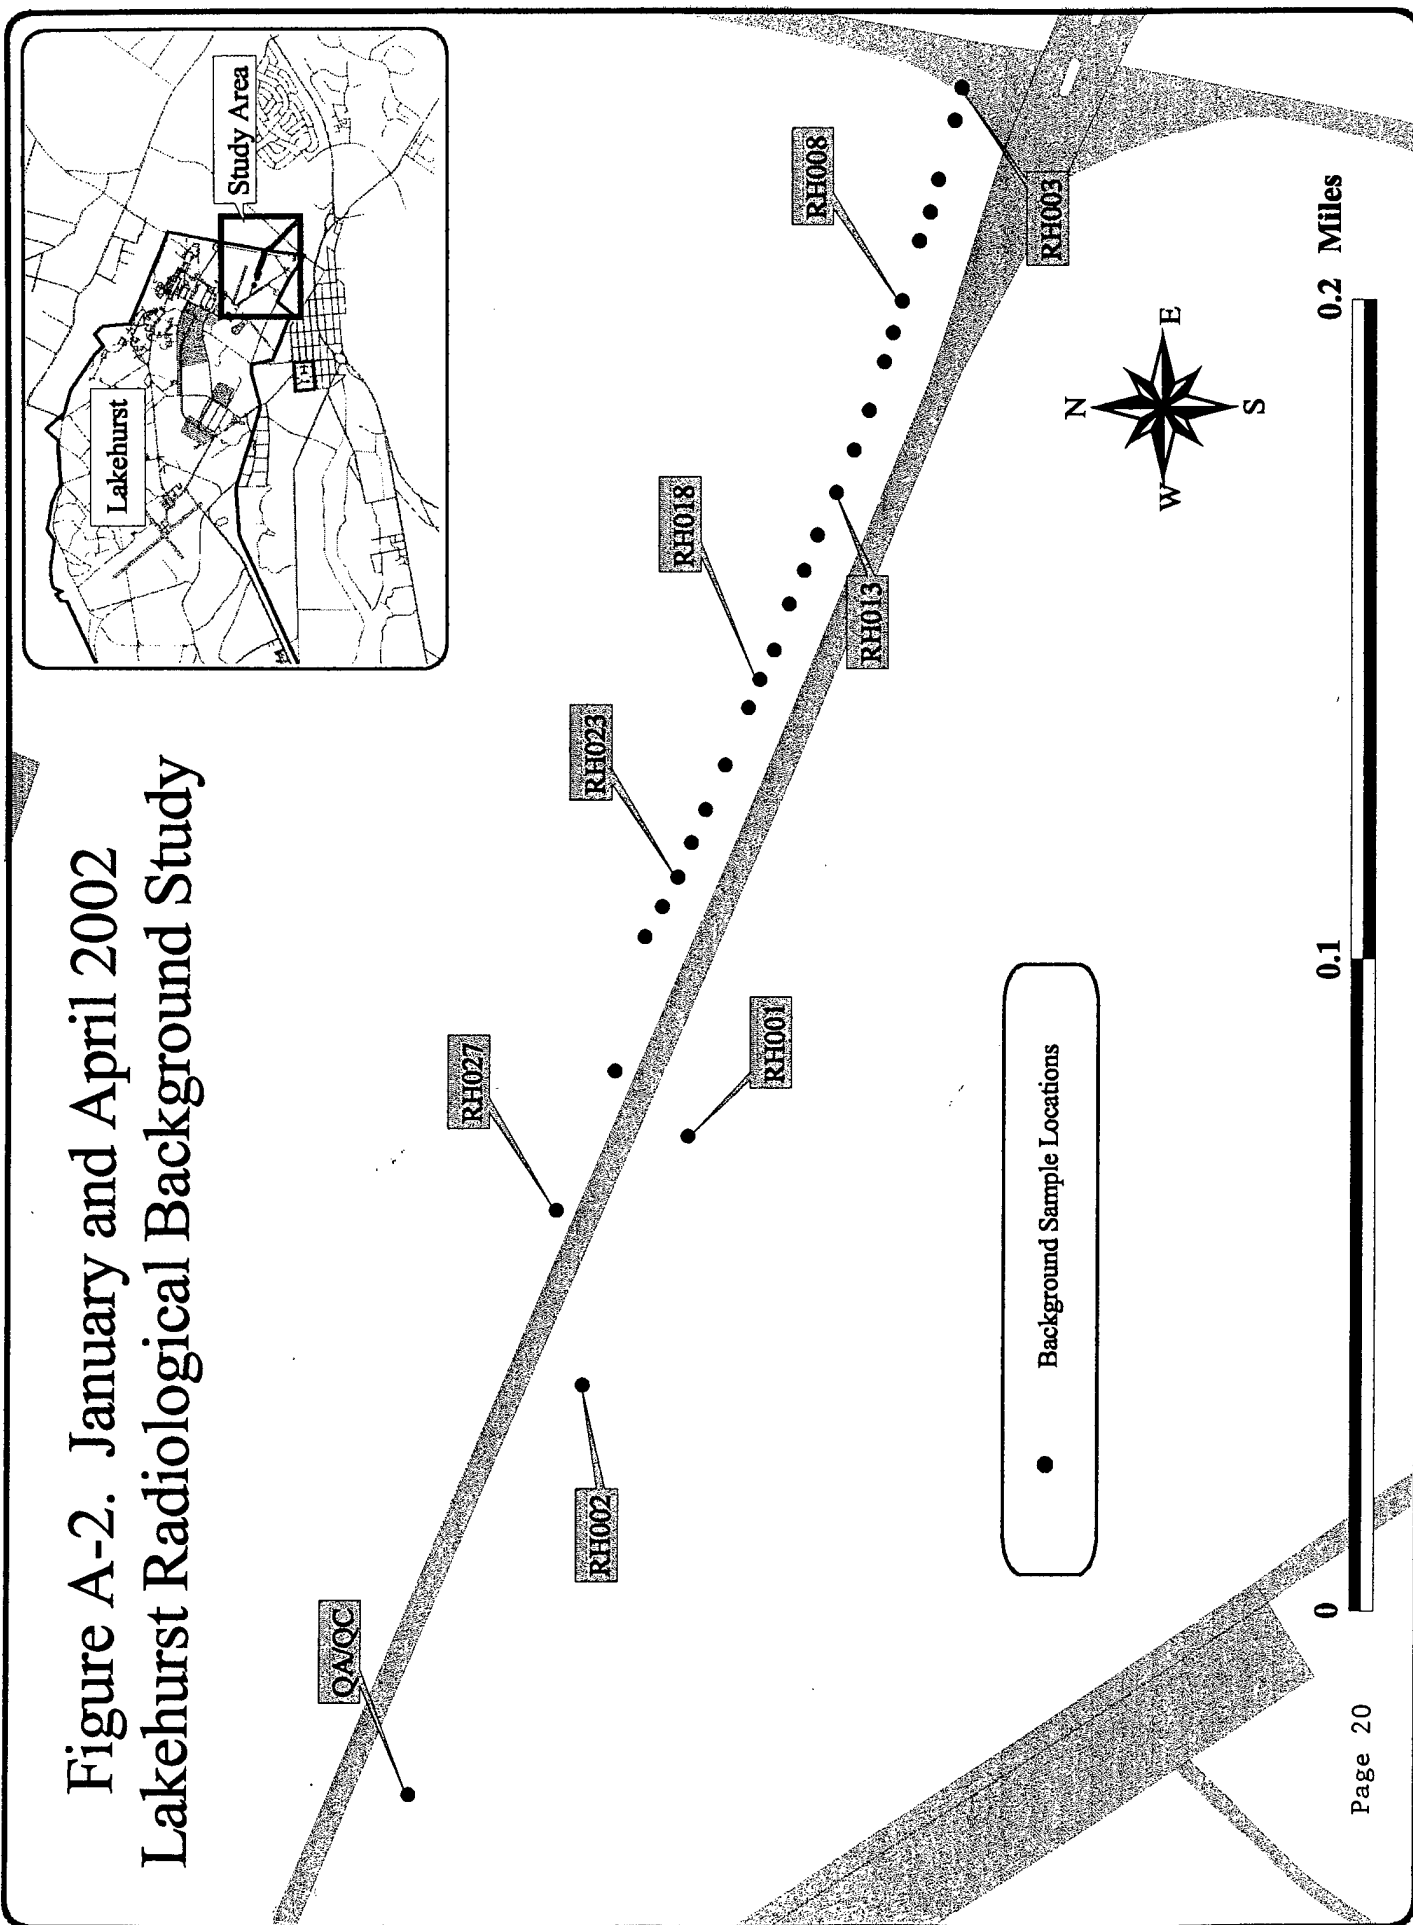 Figure A-2. January and April 2002
Lakehurst Radiological Background Study
Lakehurst
Study Area
QA/QC
RH002
RH027
RH001
RH023
RH018
RH013
RH008
RH003
Background Sample Locations
N
W
E
S
0
0.1
0.2 Miles
Page 20